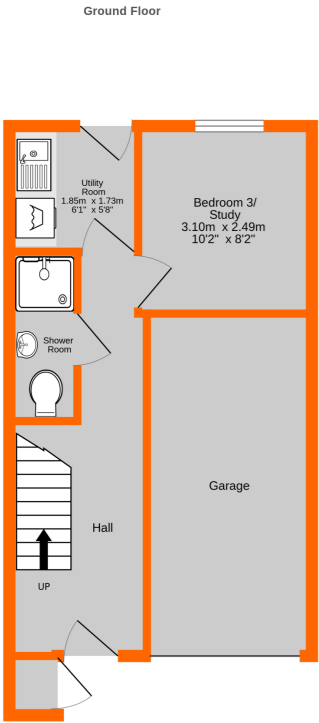 Ground Floor
Utility
Room
1.85m x 1.73m
6'1" x 5'8"
Bedroom 3/
Study
3.10m x 2.49m
10'2" x 8'2"
Shower
Room
Garage
Hall
UP